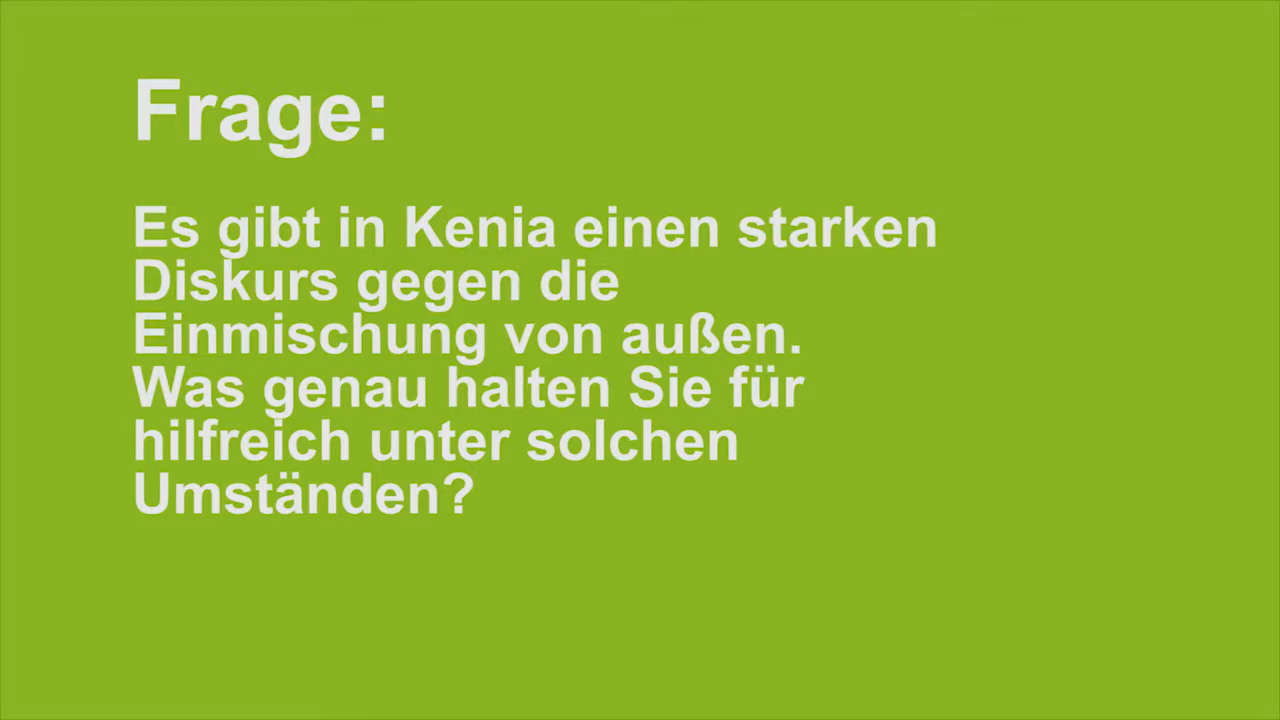 Frage:
Es gibt in Kenia einen starken
Diskurs gegen die
Einmischung von außen.
Was genau halten Sie für
hilfreich unter solchen
Umständen?